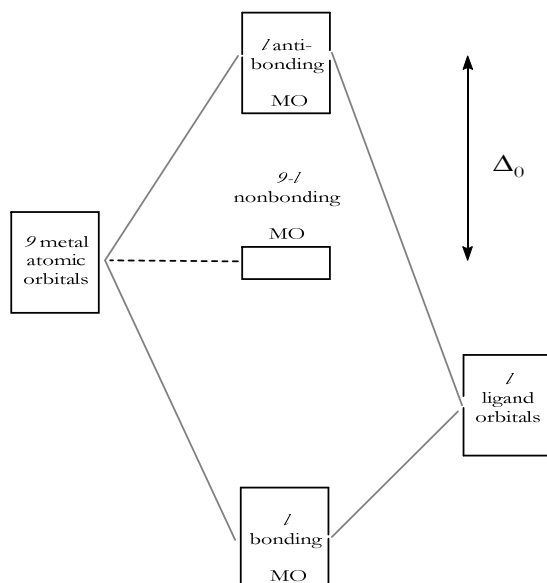 l anti-
bonding
MO
Δ0
9-l
nonbonding
MO
9 metal
atomic
orbitals
l
ligand
orbitals
l
bonding
MO